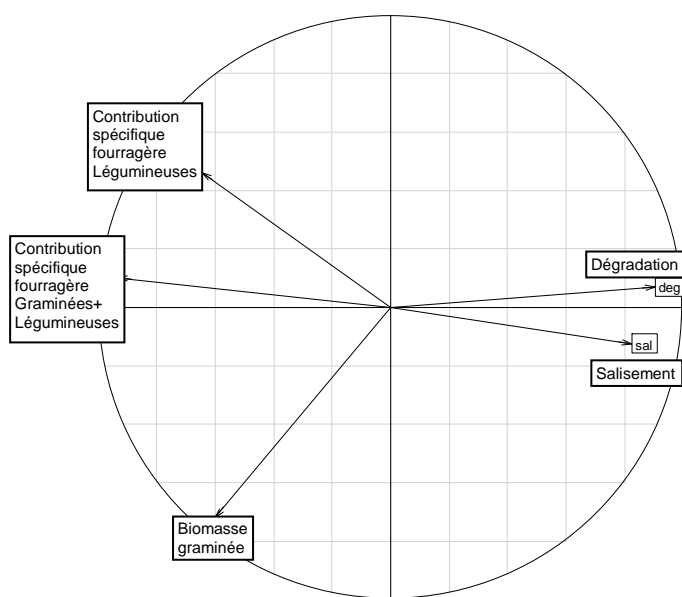 Contribution
spécifique
fourragère
Légumineuses
Contribution
spécifique
fourragère
Graminées+
Légumineuses
Dégradation
deg
sal
Salisement
Biomasse
graminée